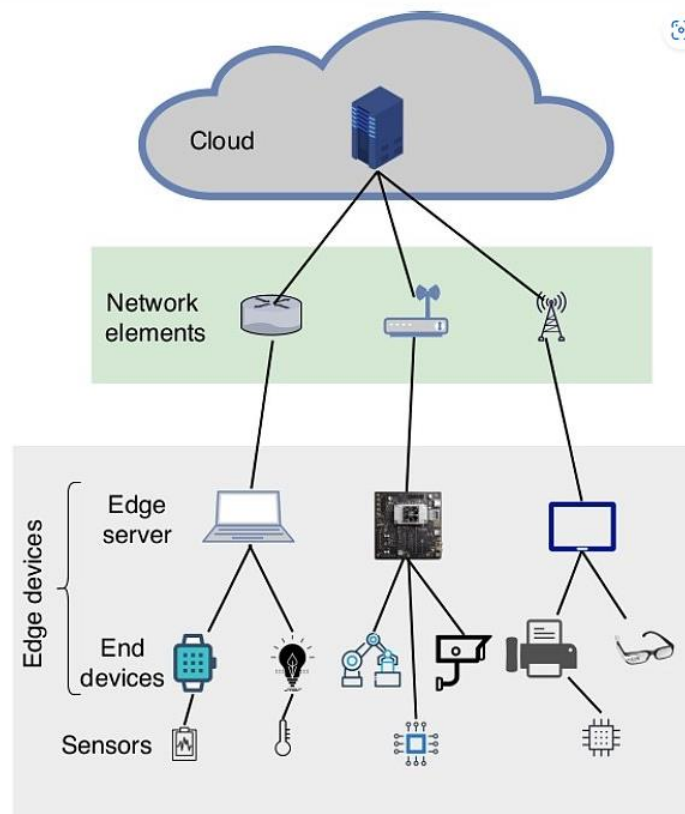 Cloud
Network
elements
Edge devices
Edge
server
End
devices
Sensors